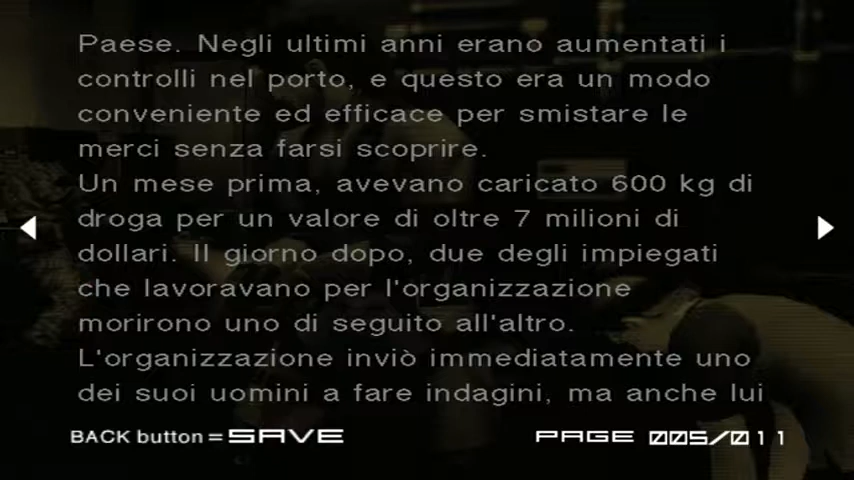 Paese. Negli ultimi anni erano aumentati i
controlli nel porto, e questo era un modo
conveniente ed efficace per smistare le
merci senza farsi scoprire.
Un mese prima, avevano caricato 600 kg di
droga per un valore di oltre 7 milioni di
dollari. Il giorno dopo, due degli impiegati
che lavoravano per l'organizzazione
morirono uno di seguito all'altro.
L'organizzazione inviò immediatamente uno
dei suoi uomini a fare indagini, ma anche lui
BACK button = SAVE PAGE 005/011